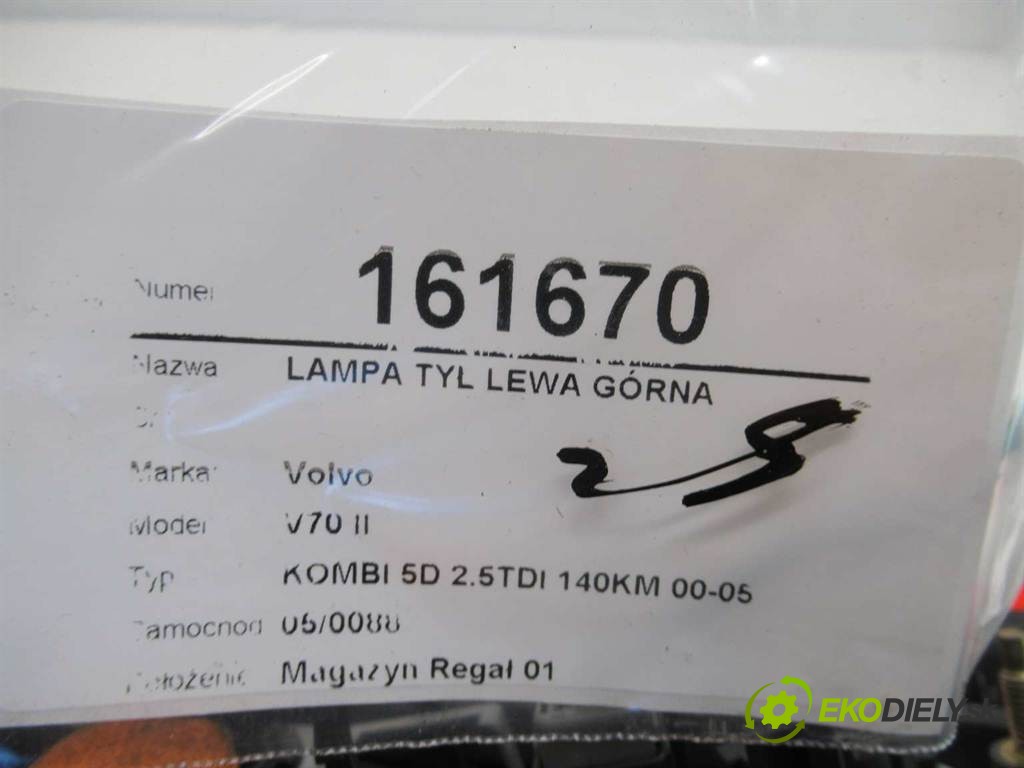 Numer 161670
Nazwa LAMPA TYŁ LEWA GÓRNA
Marka: Volvo
Model V70 II
Typ KOMBI 5D 2.5TDI 140KM 00-05
Samochód 05/0088
Położenie Magazyn Regał 01
EKODIELY